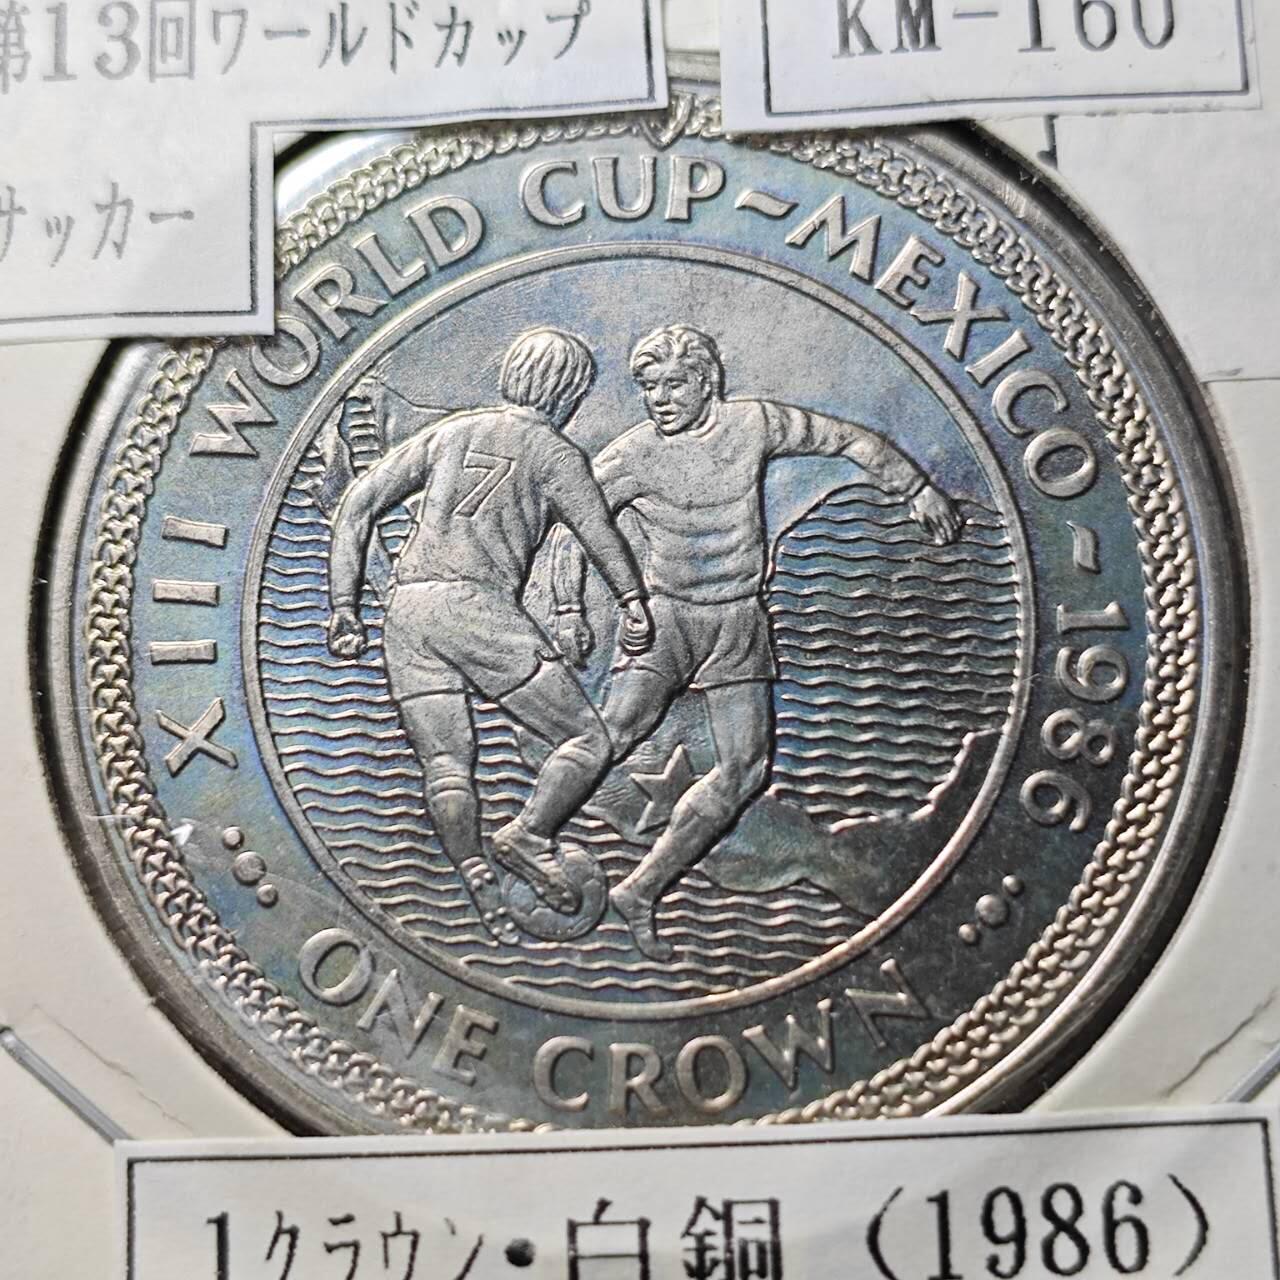 第13回ワールドカップ
KM-160
サッカー
XIII WORLD CUP ~ MEXICO ~ 1986
7
ONE CROWN
1クラウン・白銅（1986）